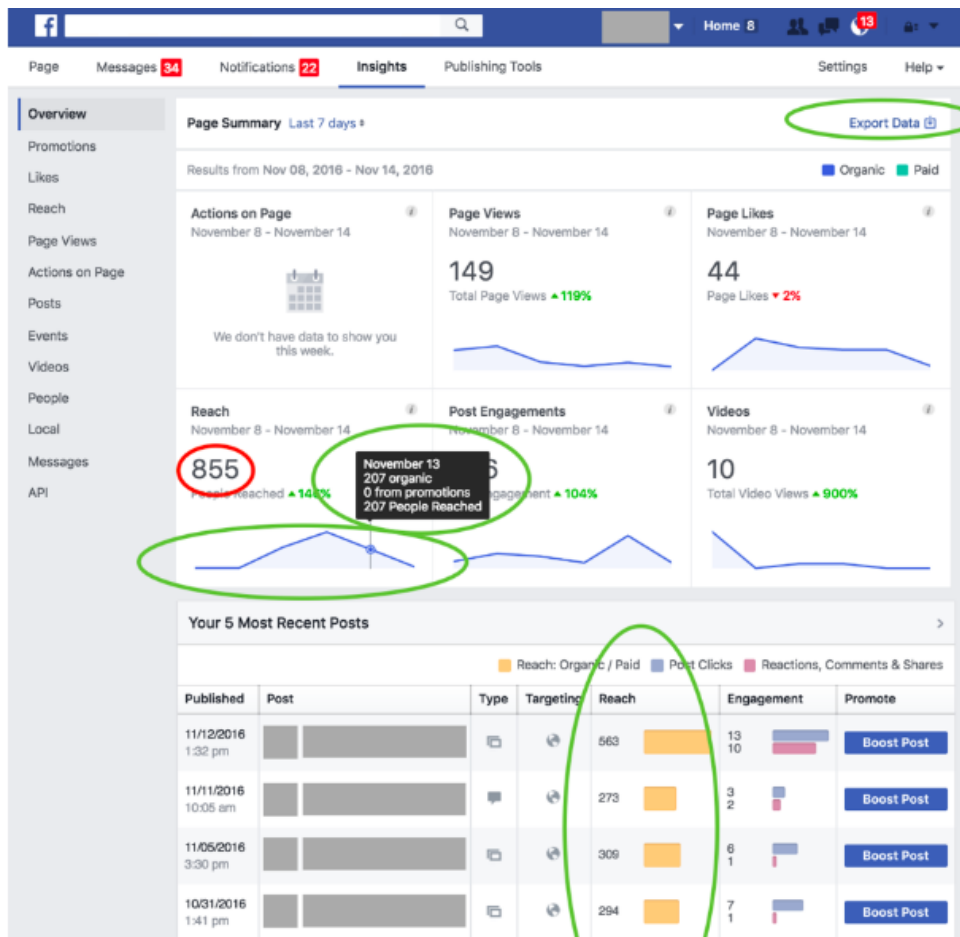 f
Home 8
13
Page Messages 34 Notifications 22 Insights Publishing Tools Settings Help
Overview
Promotions
Likes
Reach
Page Views
Actions on Page
Posts
Events
Videos
People
Local
Messages
API
Page Summary Last 7 days
Export Data
Results from Nov 08, 2016 - Nov 14, 2016
Organic Paid
Actions on Page
November 8 - November 14
We don't have data to show you
this week.
Page Views
November 8 - November 14
149
Total Page Views 119%
Page Likes
November 8 - November 14
44
Page Likes 2%
Reach
November 8 - November 14
855
People Reached
November 13
207 organic
0 from promotions
207 People Reached
Post Engagements
November 8 - November 14
104%
Videos
November 8 - November 14
10
Total Video Views 900%
Your 5 Most Recent Posts
Reach: Organic / Paid Post Clicks Reactions, Comments & Shares
Published Post Type Targeting Reach Engagement Promote
11/12/2016
1:32 pm
563
13
10
Boost Post
11/11/2016
10:05 am
273
3
2
Boost Post
11/05/2016
3:30 pm
309
6
1
Boost Post
10/31/2016
1:41 pm
294
7
1
Boost Post